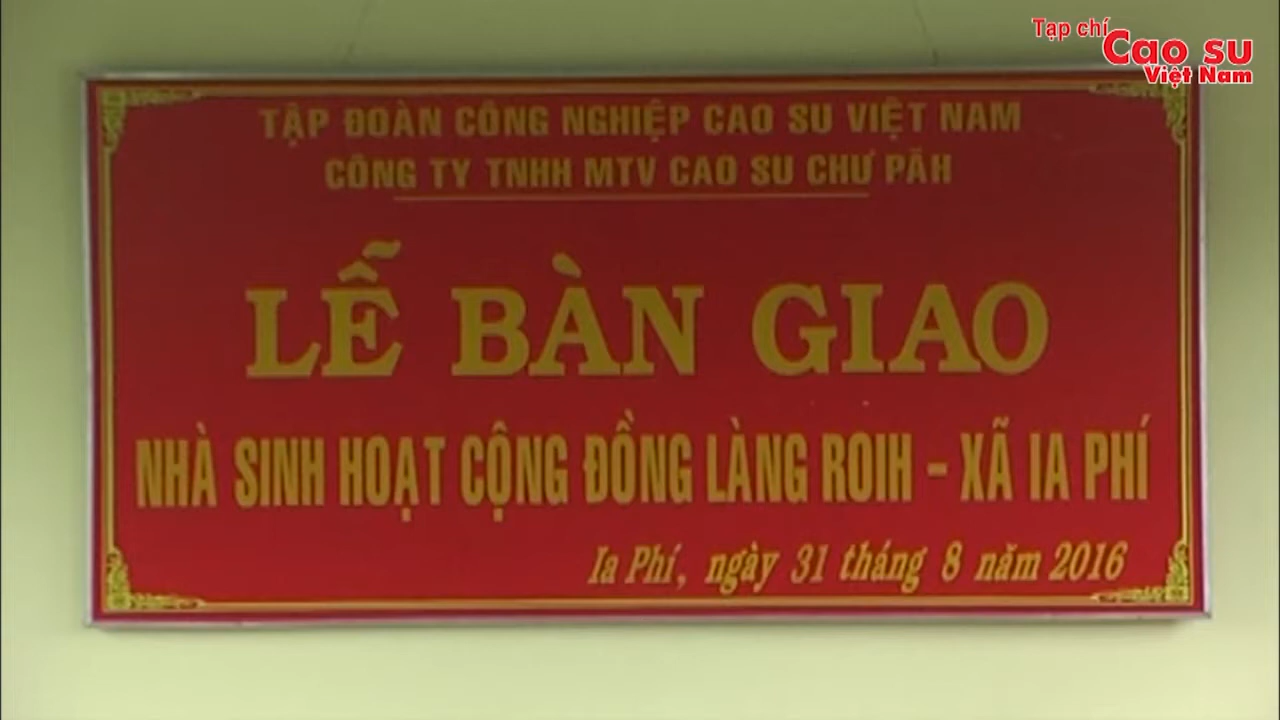 Tạp chí
Cao su
Việt Nam
TẬP ĐOÀN CÔNG NGHIỆP CAO SU VIỆT NAM
CÔNG TY TNHH MTV CAO SU CHƯ PĂH
LỄ BÀN GIAO
NHÀ SINH HOẠT CỘNG ĐỒNG LÀNG ROIH - XÃ IA PHÍ
Ia Phí, ngày 31 tháng 8 năm 2016